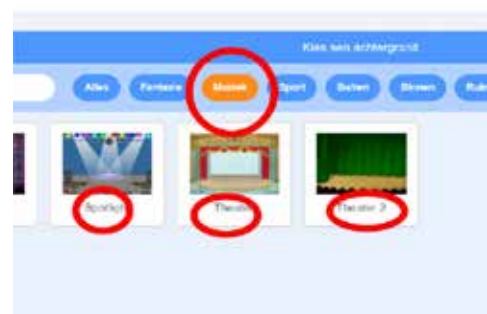 Kies een achtergrond
Alles Fantasie Muziek Sport Buiten Binnen
Spotlight Theater Theater 2